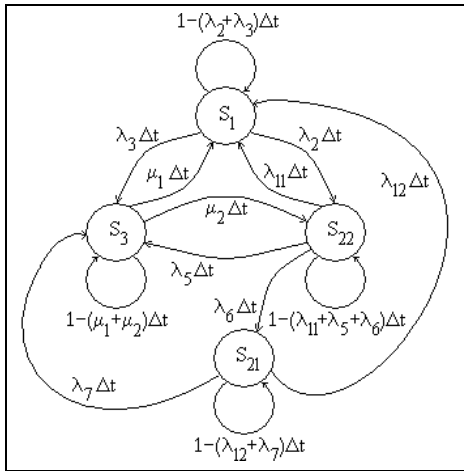 1-(λ₂+λ₃)Δt
S₁
λ₃Δt
λ₂Δt
μ₁Δt
λ₁₁Δt
λ₁₂Δt
μ₂Δt
S₃
S₂₂
λ₅Δt
1-(μ₁+μ₂)Δt
λ₆Δt
1-(λ₁₁+λ₅+λ₆)Δt
S₂₁
λ₇Δt
1-(λ₁₂+λ₇)Δt